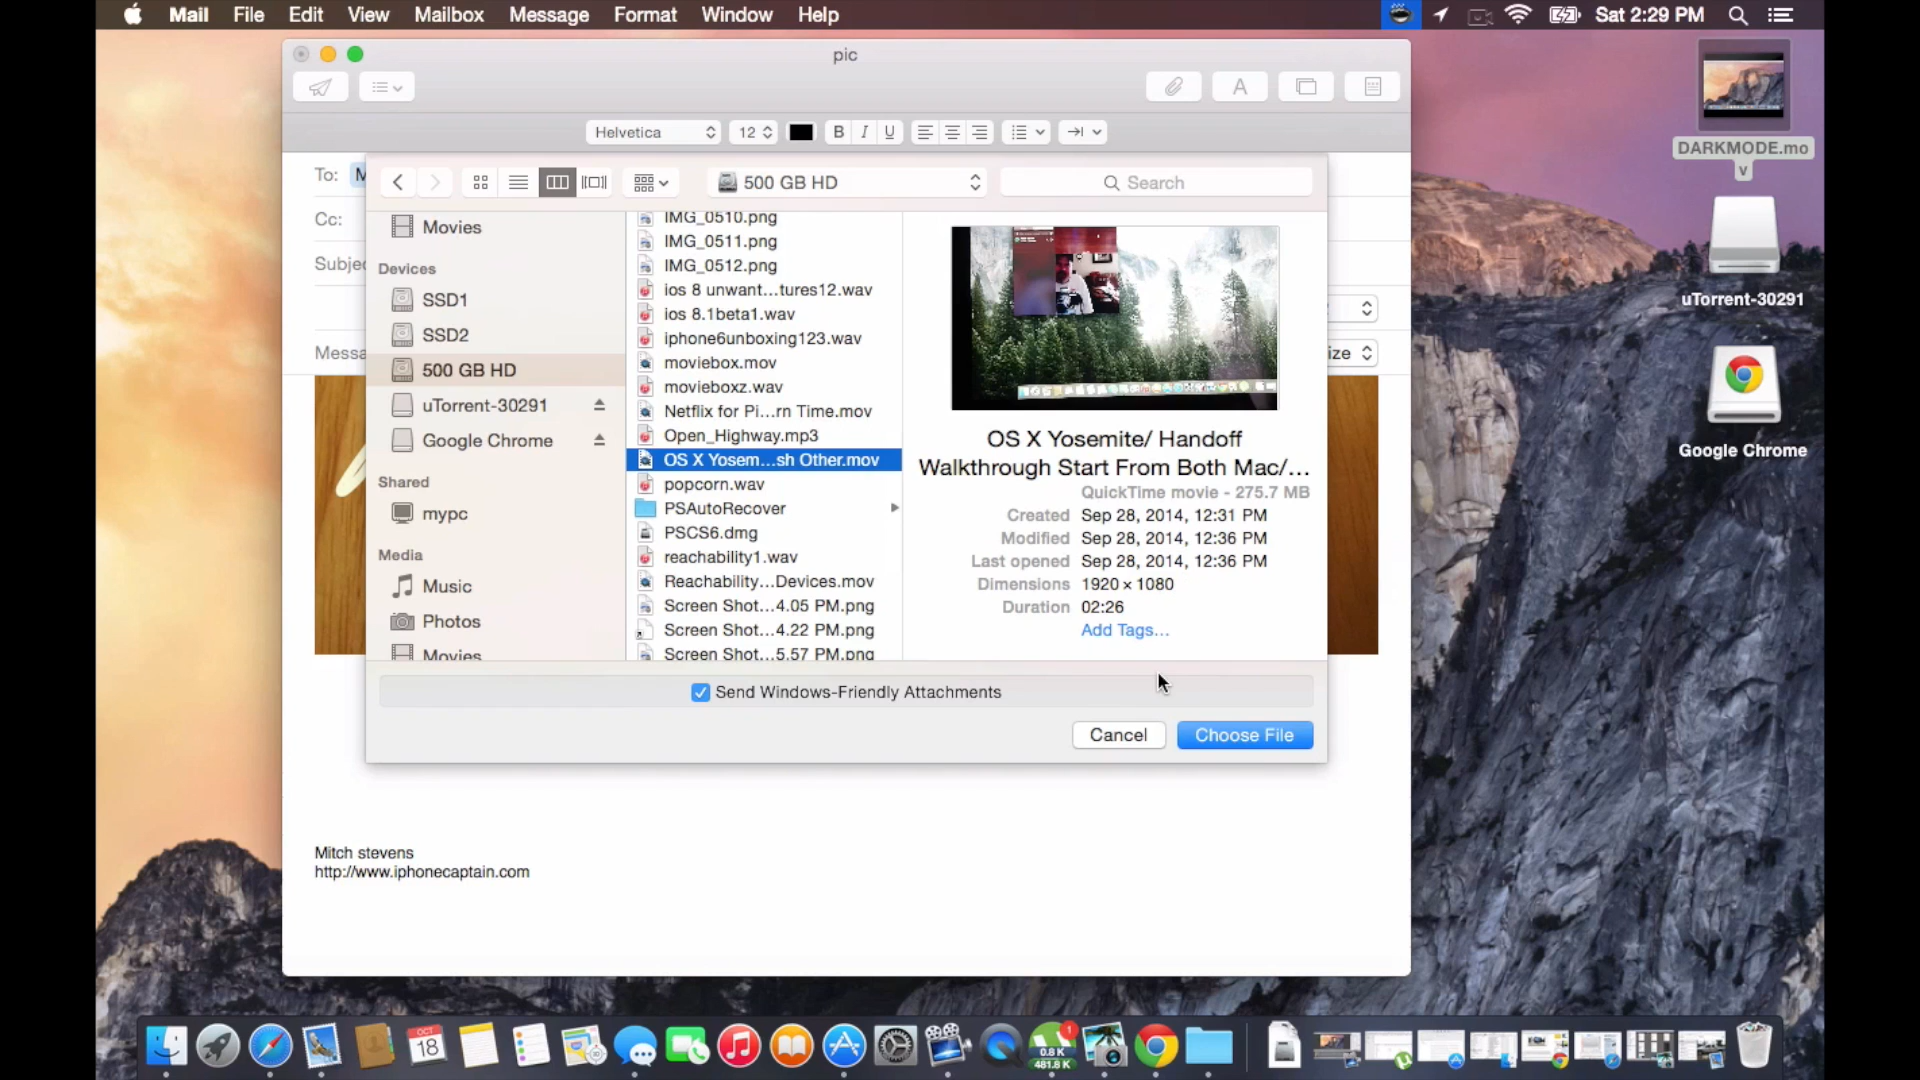 Mail File Edit View Mailbox Message Format Window Help
Sat 2:29 PM
pic
A
Helvetica
12
B I U
To:
M
Cc:
Subjec
Messa
ize
500 GB HD
Search
Movies
Devices
SSD1
SSD2
500 GB HD
uTorrent-30291
Google Chrome
Shared
mypc
Media
Music
Photos
Movies
IMG_0510.png
IMG_0511.png
IMG_0512.png
ios 8 unwant...tures12.wav
ios 8.1beta1.wav
iphone6unboxing123.wav
moviebox.mov
movieboxz.wav
Netflix for Pi...rn Time.mov
Open_Highway.mp3
OS X Yosem...sh Other.mov
popcorn.wav
PSAutoRecover
PSCS6.dmg
reachability1.wav
Reachability...Devices.mov
Screen Shot...4.05 PM.png
Screen Shot...4.22 PM.png
Screen Shot...5.57 PM.png
OS X Yosemite/ Handoff
Walkthrough Start From Both Mac/...
QuickTime movie - 275.7 MB
Created Sep 28, 2014, 12:31 PM
Modified Sep 28, 2014, 12:36 PM
Last opened Sep 28, 2014, 12:36 PM
Dimensions 1920 × 1080
Duration 02:26
Add Tags...
Send Windows-Friendly Attachments
Cancel
Choose File
Mitch stevens
http://www.iphonecaptain.com
DARKMODE.mo
v
uTorrent-30291
Google Chrome
OCT
18
1
0.8 K
481.6 K